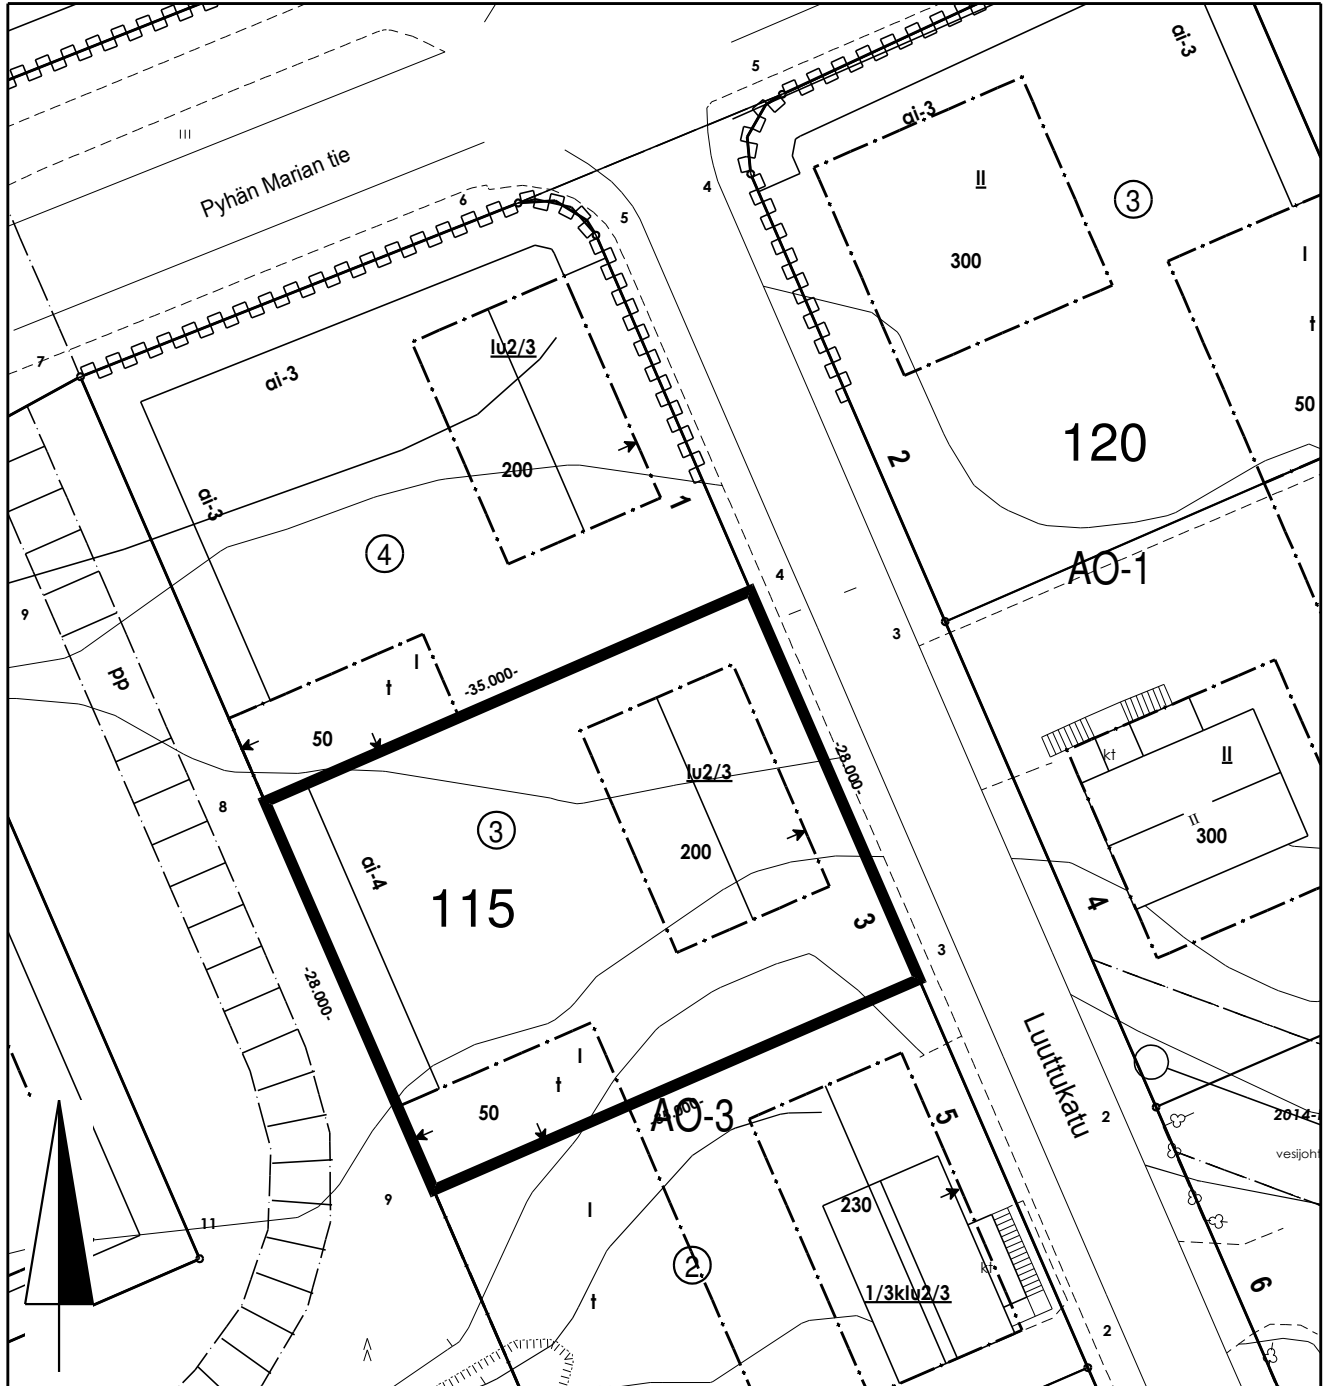 ai-3
5
ai-3
III
Pyhän Marian tie
II
3
4
6
5
300
I
t
7
lu2/3
ai-3
50
120
2
200
ai-3
1
4
AO-1
4
9
3
pp
I
t
-35.000-
50
kt
II
lu2/3
-28.000-
8
3
II
300
200
ai-4
115
4
3
3
-28.000-
Luuttukatu
I
t
50
AO-3
5
2
2014-
vesijoht
9
230
I
11
2
kt
6
t
1/3klu2/3
2